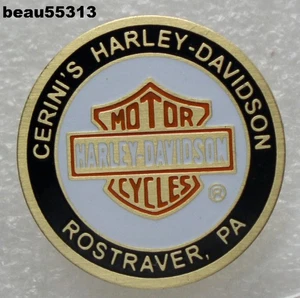 beau55313
CERINI'S HARLEY-DAVIDSON
MOTOR
HARLEY-DAVIDSON
CYCLES
®
ROSTRAVER, PA